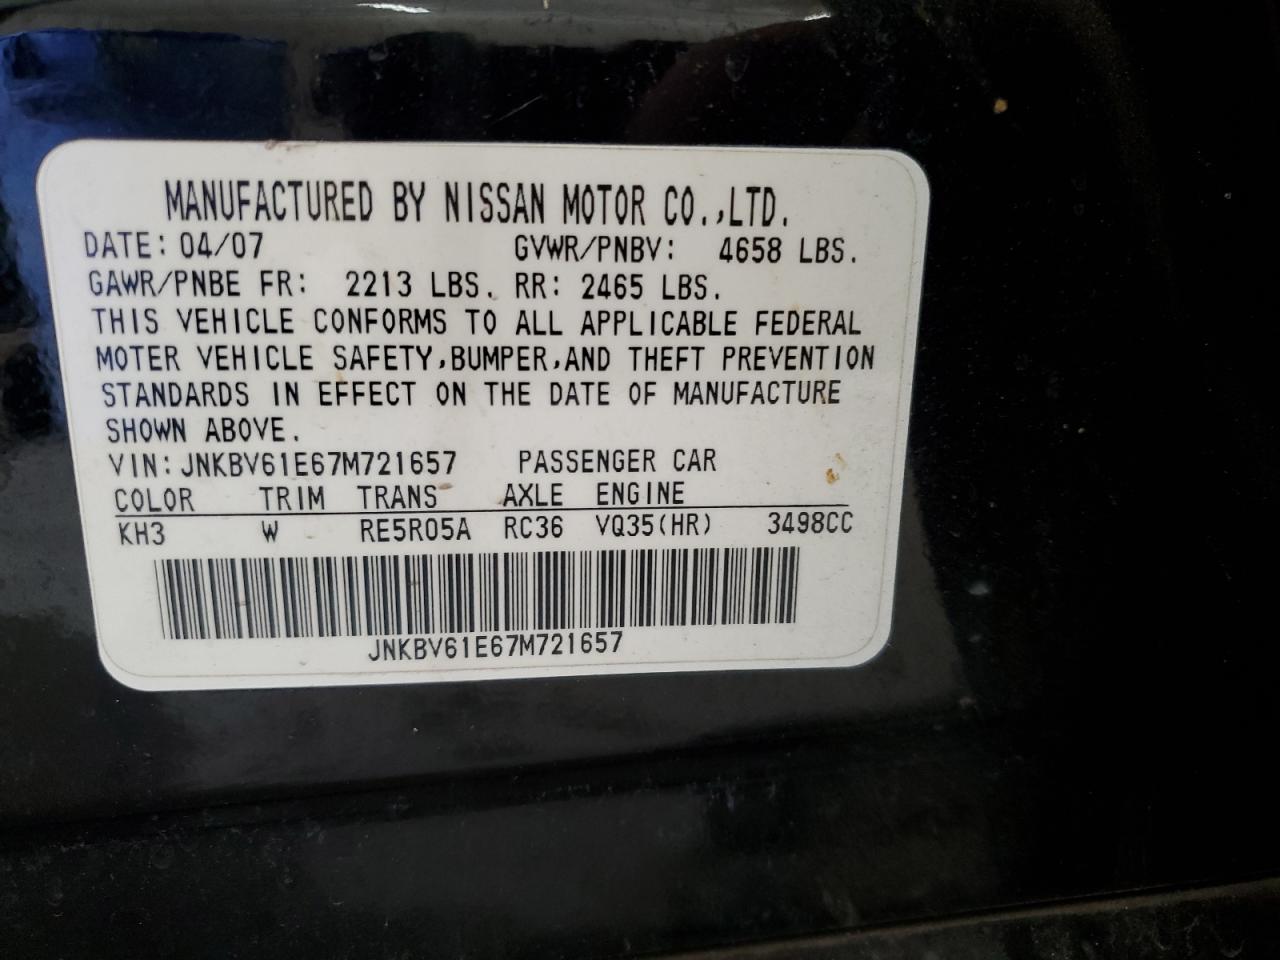 MANUFACTURED BY NISSAN MOTOR CO.,LTD.
DATE: 04/07 GVWR/PNBV: 4658 LBS.
GAWR/PNBE FR: 2213 LBS. RR: 2465 LBS.
THIS VEHICLE CONFORMS TO ALL APPLICABLE FEDERAL
MOTER VEHICLE SAFETY,BUMPER,AND THEFT PREVENTION
STANDARDS IN EFFECT ON THE DATE OF MANUFACTURE
SHOWN ABOVE.
VIN:JNKBV61E67M721657 PASSENGER CAR
COLOR TRIM TRANS AXLE ENGINE
KH3 W RE5R05A RC36 VQ35(HR) 3498CC
JNKBV61E67M721657